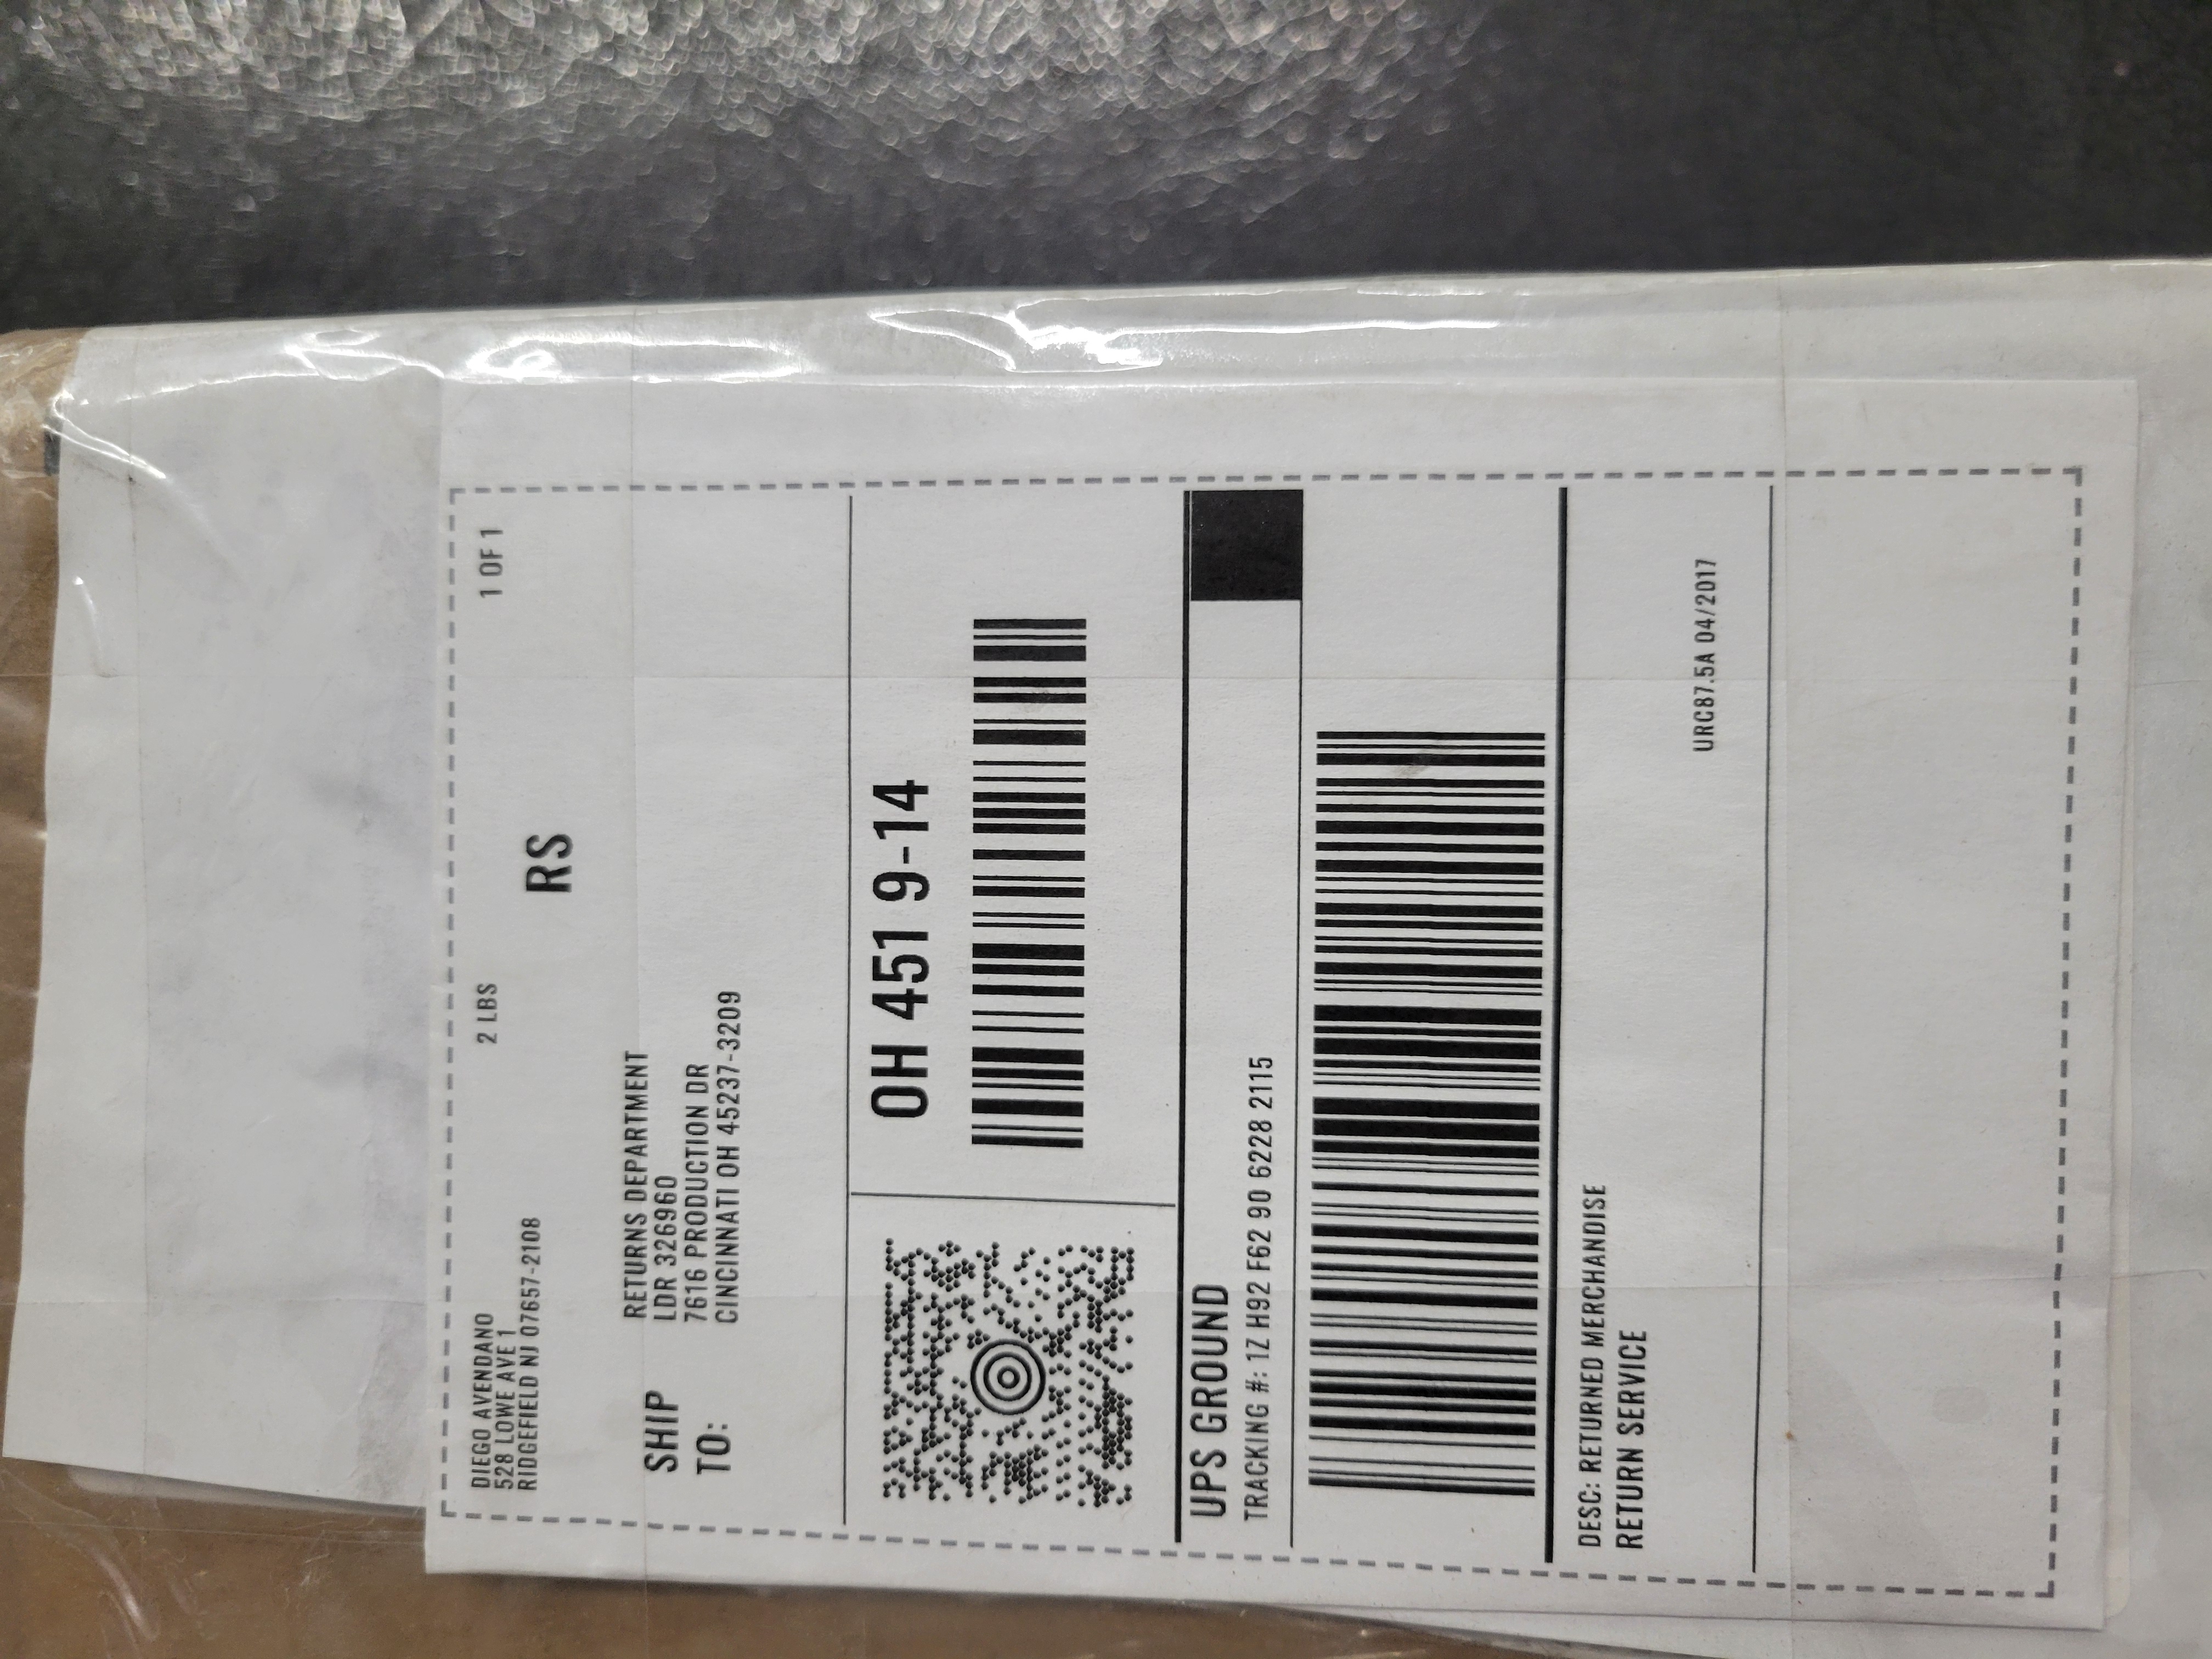 DIEGO AVENDANO
528 LOWE AVE 1
RIDGEFIELD NJ 07657-2108
2 LBS
1 OF 1
RS
SHIP
TO:
RETURNS DEPARTMENT
LDR 326960
7616 PRODUCTION DR
CINCINNATI OH 45237-3209
OH 451 9-14
UPS GROUND
TRACKING #: 1Z H92 F62 90 6228 2115
DESC: RETURNED MERCHANDISE
RETURN SERVICE
URC87.5A 04/2017